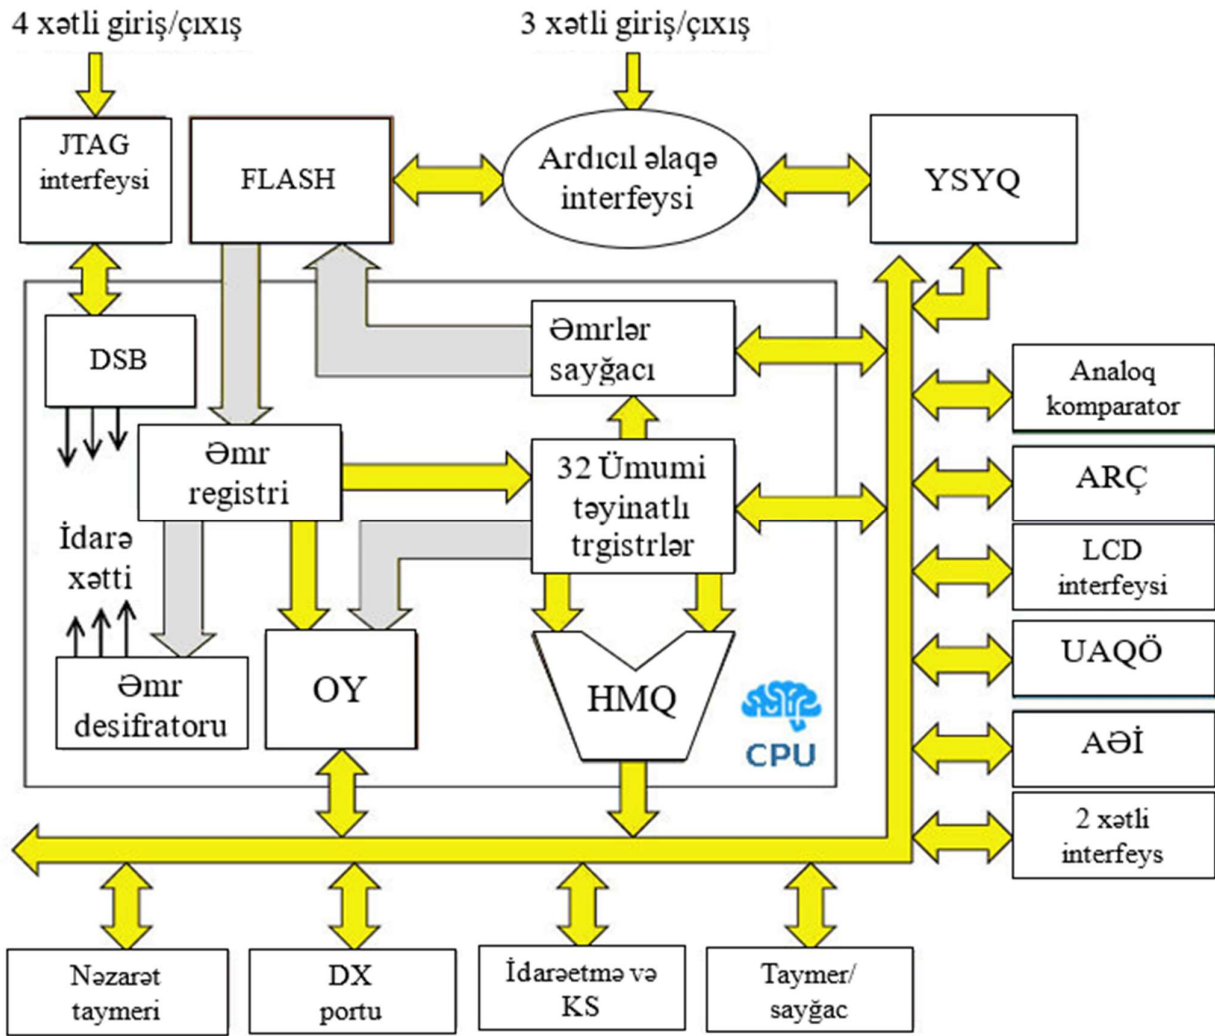 4 xətli giriş/çıxış
3 xətli giriş/çıxış
JTAG
interfeysi
FLASH
Ardıcıl əlaqə
interfeysi
YSYQ
DSB
Əmrlər
sayğacı
Analoq
komparator
Əmr
registri
32 Ümumi
təyinatlı
trgistrlər
ARÇ
İdarə
xətti
LCD
interfeysi
Əmr
desifratoru
OY
HMQ
CPU
UAQÖ
AƏİ
2 xətli
interfeys
Nəzarət
taymeri
DX
portu
İdarəetmə və
KS
Taymer/
sayğac